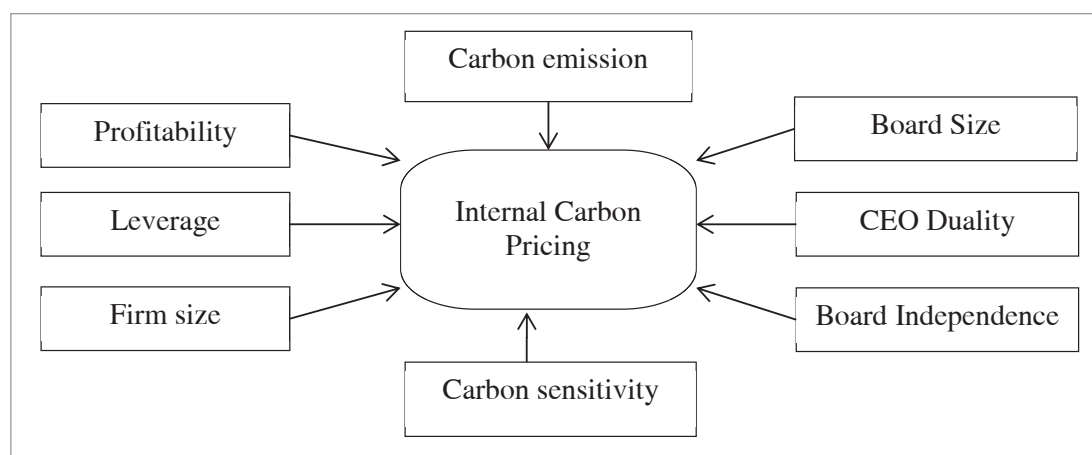 Carbon emission
Profitability
Board Size
Leverage
Internal Carbon
Pricing
CEO Duality
Firm size
Board Independence
Carbon sensitivity